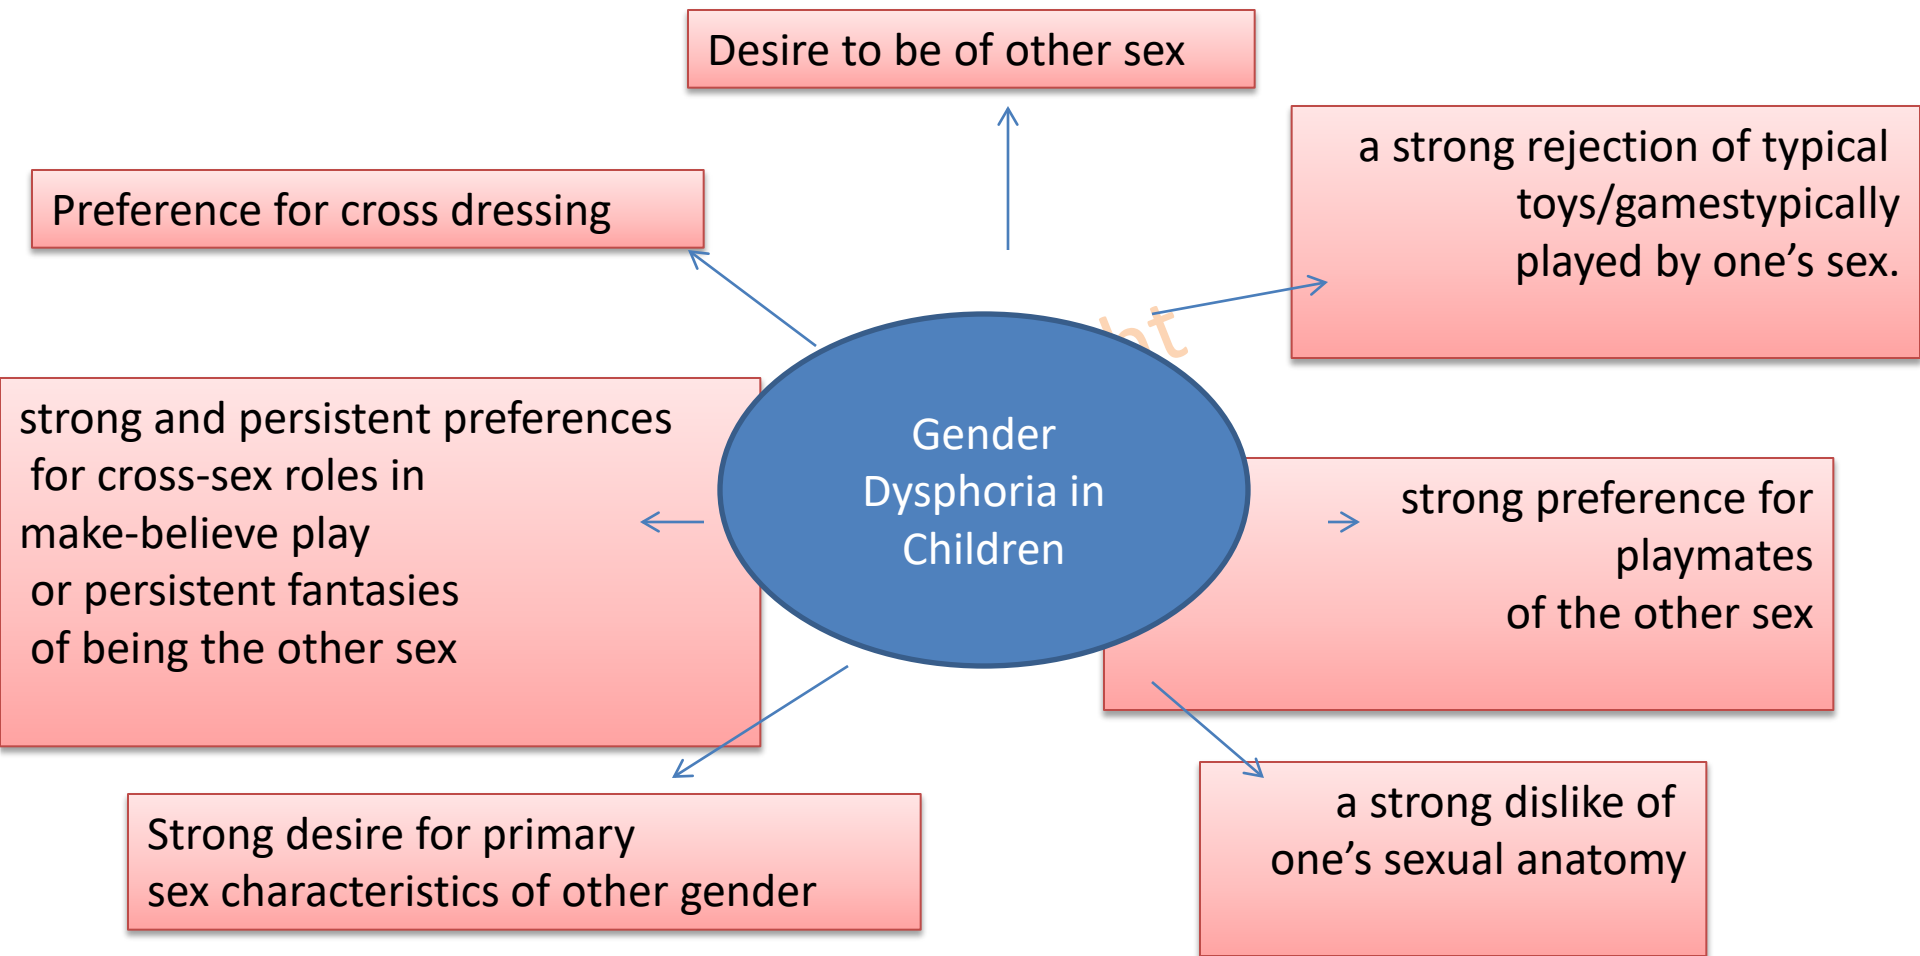 Desire to be of other sex
a strong rejection of typical
toys/gamestypically
played by one’s sex.
Preference for cross dressing
strong and persistent preferences
for cross-sex roles in
make-believe play
or persistent fantasies
of being the other sex
Gender
Dysphoria in
Children
strong preference for
playmates
of the other sex
Strong desire for primary
sex characteristics of other gender
a strong dislike of
one’s sexual anatomy